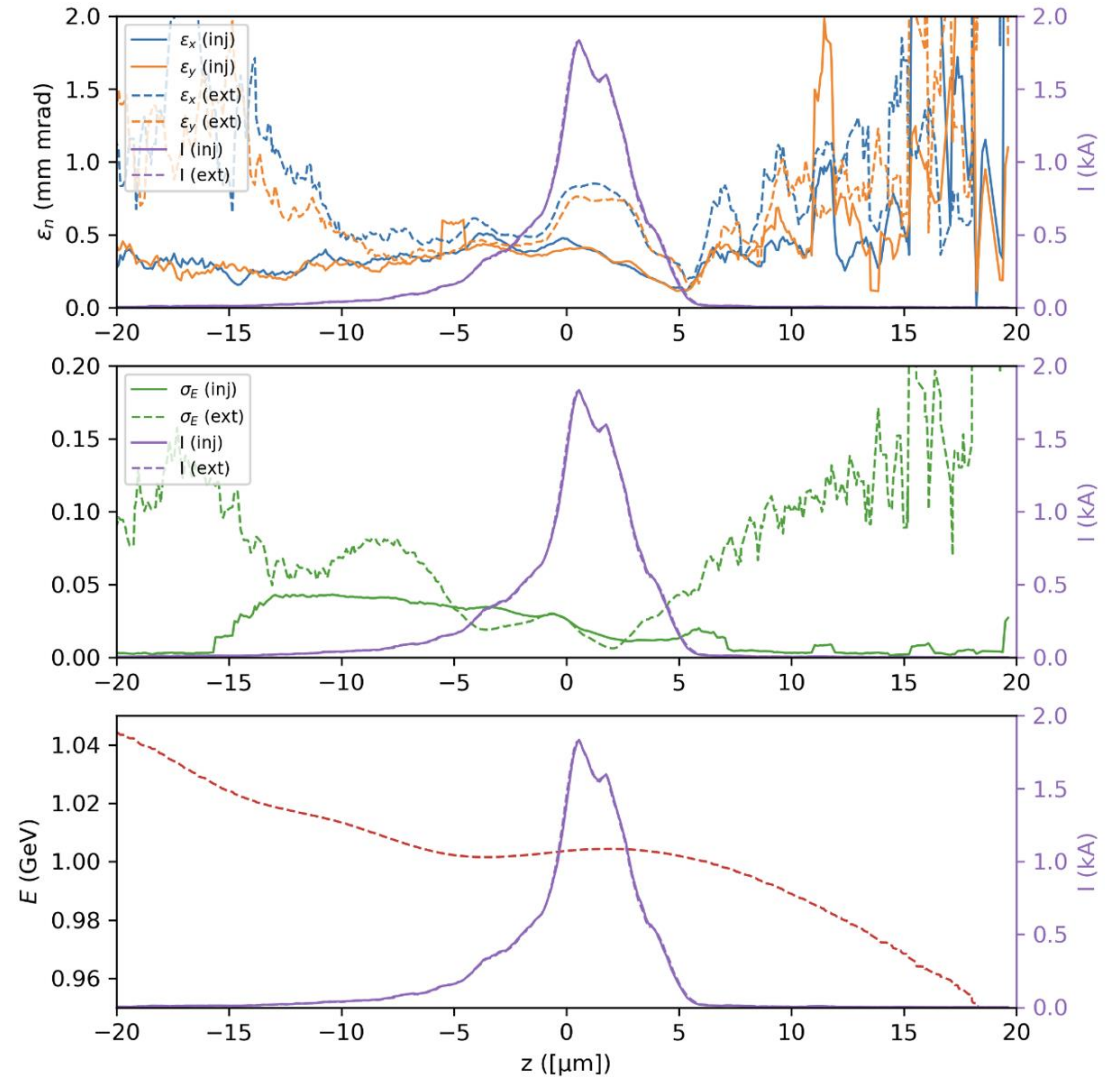 2.0
1.5
1.0
0.5
0.0
εₙ (mm mrad)
εₓ (inj)
ε_y (inj)
εₓ (ext)
ε_y (ext)
I (inj)
I (ext)
2.0
1.5
1.0
0.5
0.0
I (kA)
−20 −15 −10 −5 0 5 10 15 20
0.20
0.15
0.10
0.05
0.00
σ_E (inj)
σ_E (ext)
I (inj)
I (ext)
2.0
1.5
1.0
0.5
0.0
I (kA)
−20 −15 −10 −5 0 5 10 15 20
1.04
1.02
1.00
0.98
0.96
E (GeV)
2.0
1.5
1.0
0.5
0.0
I (kA)
−20 −15 −10 −5 0 5 10 15 20
z ([μm])